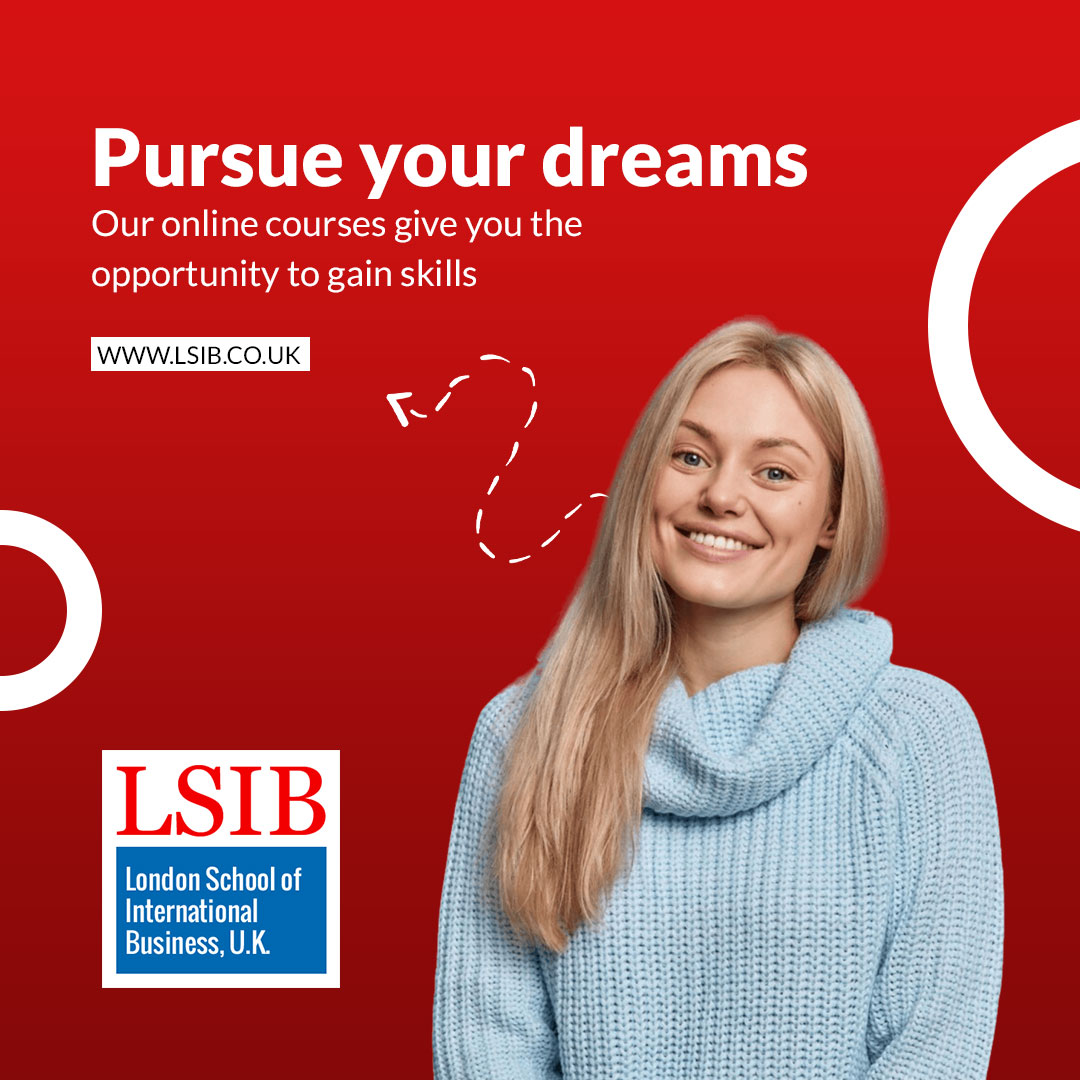 Pursue your dreams
Our online courses give you the
opportunity to gain skills
WWW.LSIB.CO.UK
LSIB
London School of
International
Business, U.K.